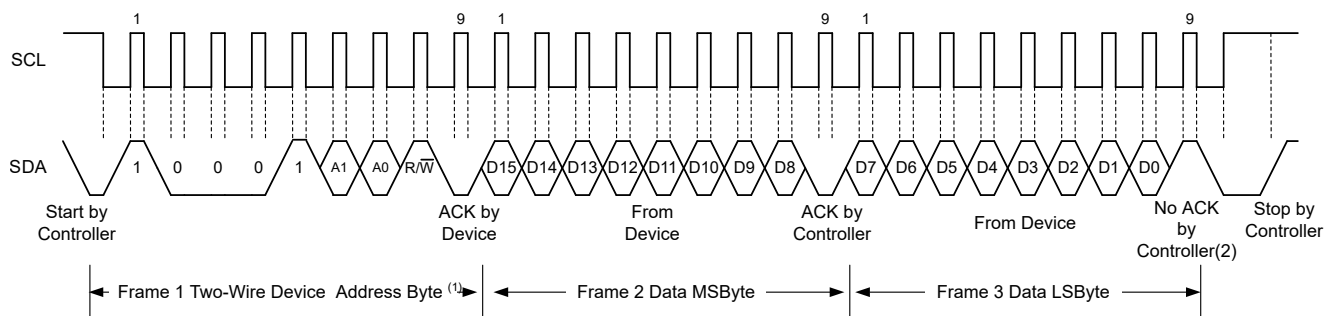 1 9 1 9 1 9
SCL
SDA 1 0 0 0 1 A1 A0 R/W̅ D15 D14 D13 D12 D11 D10 D9 D8 D7 D6 D5 D4 D3 D2 D1 D0
Start by
Controller
ACK by
Device
From
Device
ACK by
Controller
From Device
No ACK
by
Controller(2)
Stop by
Controller
Frame 1 Two-Wire Device Address Byte (1)
Frame 2 Data MSByte
Frame 3 Data LSByte